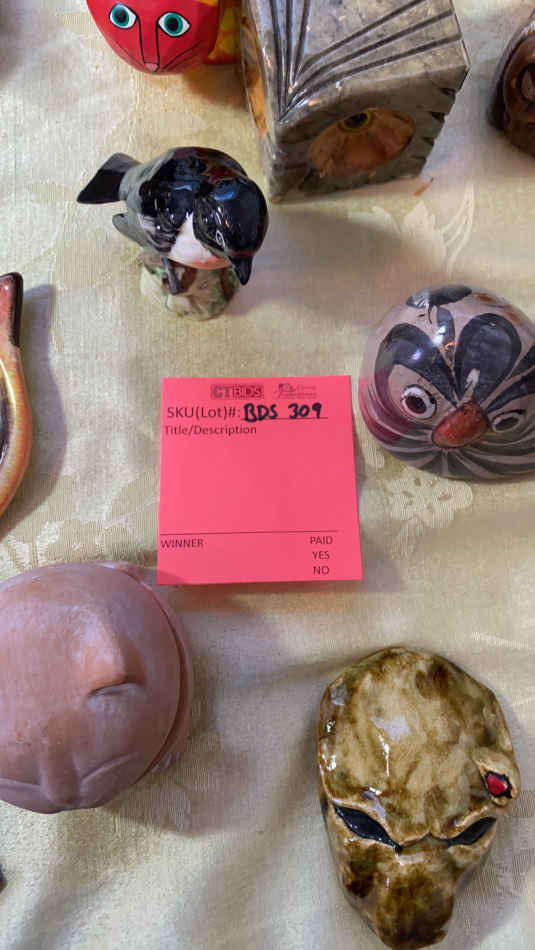 CTBIDS
SKU(Lot)#: BDS 309
Title/Description
WINNER PAID
YES
NO